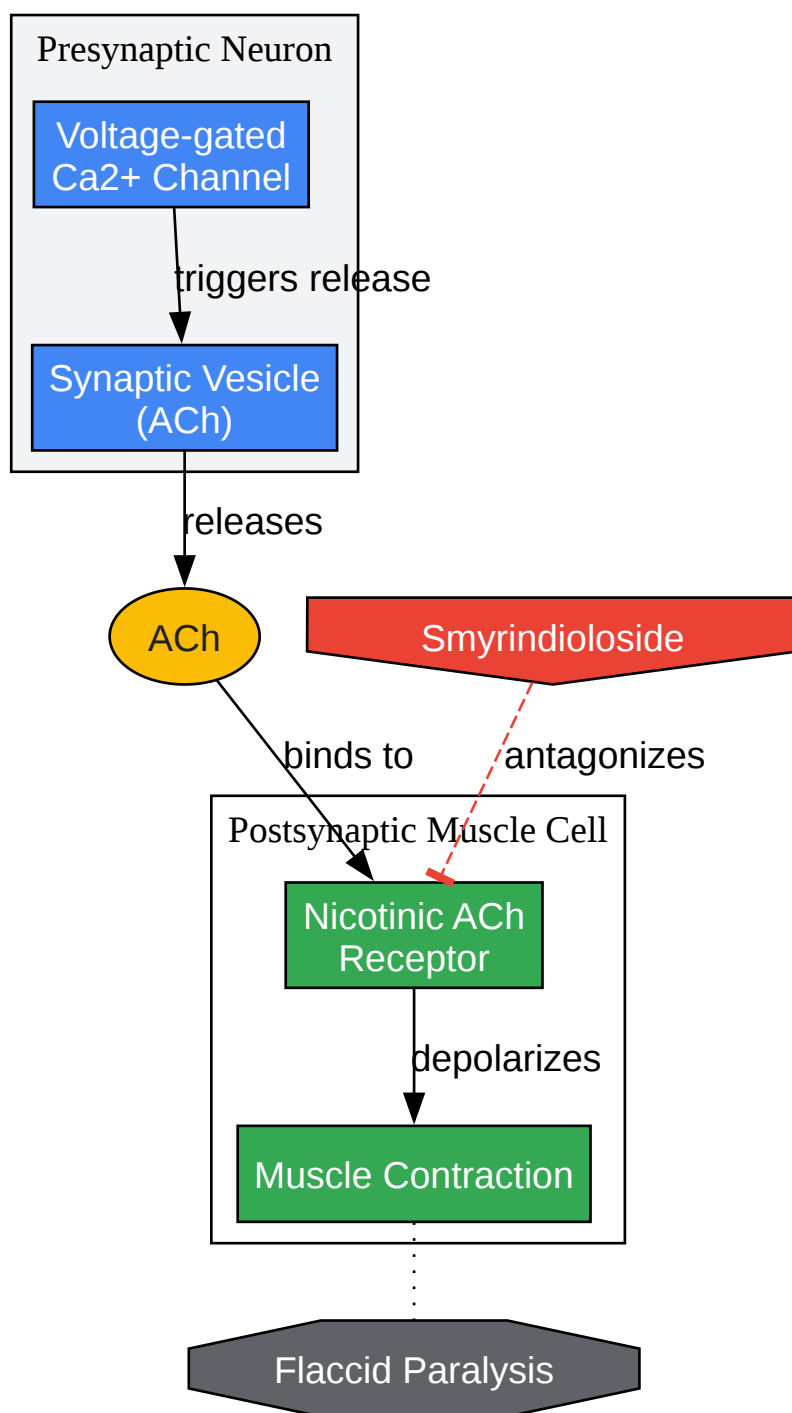 Presynaptic Neuron
Voltage-gated
Ca2+ Channel
triggers release
Synaptic Vesicle
(ACh)
releases
ACh
Smyrindioloside
binds to
antagonizes
Postsynaptic Muscle Cell
Nicotinic ACh
Receptor
depolarizes
Muscle Contraction
Flaccid Paralysis